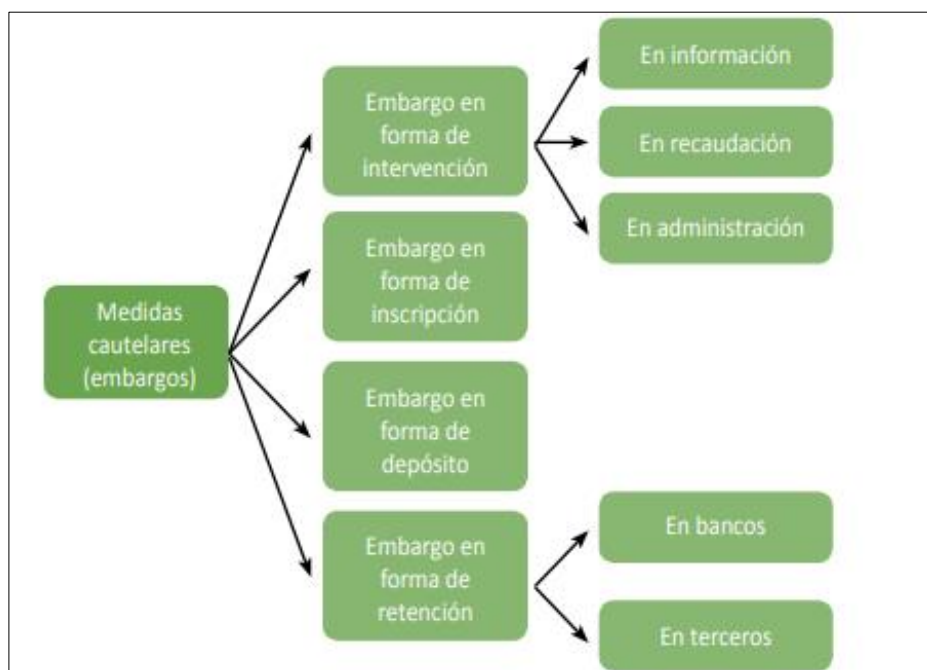 Medidas
cautelares
(embargos)
Embargo en
forma de
intervención
En información
En recaudación
En administración
Embargo en
forma de
inscripción
Embargo en
forma de
depósito
Embargo en
forma de
retención
En bancos
En terceros